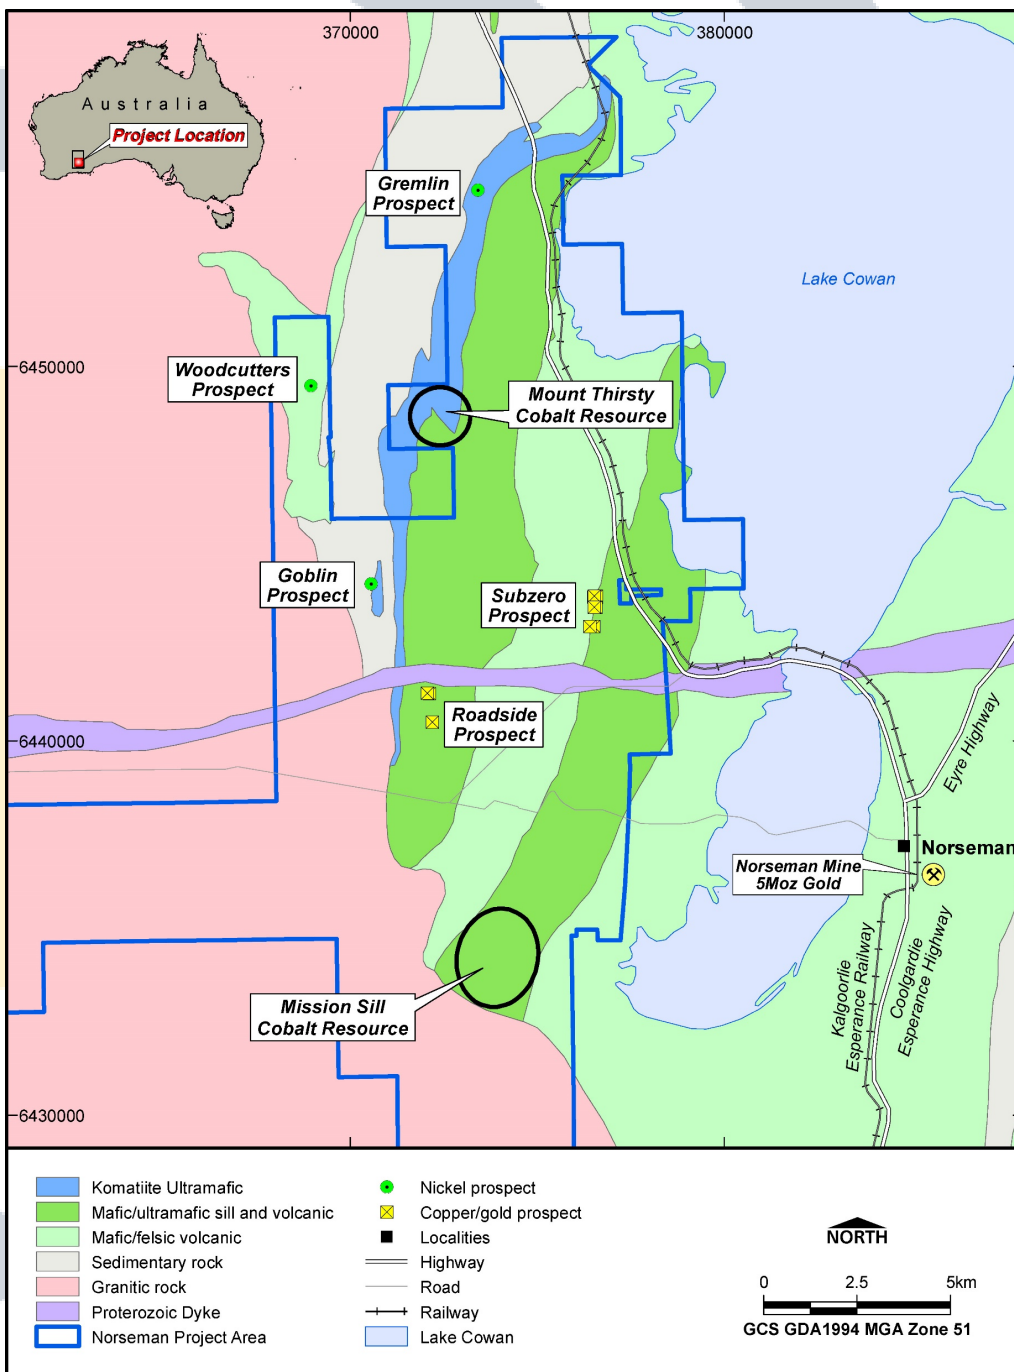 370000
380000
Australia
Project Location
Gremlin
Prospect
Lake Cowan
6450000
Woodcutters
Prospect
Mount Thirsty
Cobalt Resource
Goblin
Prospect
Subzero
Prospect
Roadside
Prospect
6440000
Eyre Highway
Norseman
Norseman Mine
5Moz Gold
Kalgoorlie
Esperance Railway
Coolgardie
Esperance Highway
Mission Sill
Cobalt Resource
6430000
Komatiite Ultramafic
Mafic/ultramafic sill and volcanic
Mafic/felsic volcanic
Sedimentary rock
Granitic rock
Proterozoic Dyke
Norseman Project Area
Nickel prospect
Copper/gold prospect
Localities
Highway
Road
Railway
Lake Cowan
NORTH
0 2.5 5km
GCS GDA1994 MGA Zone 51